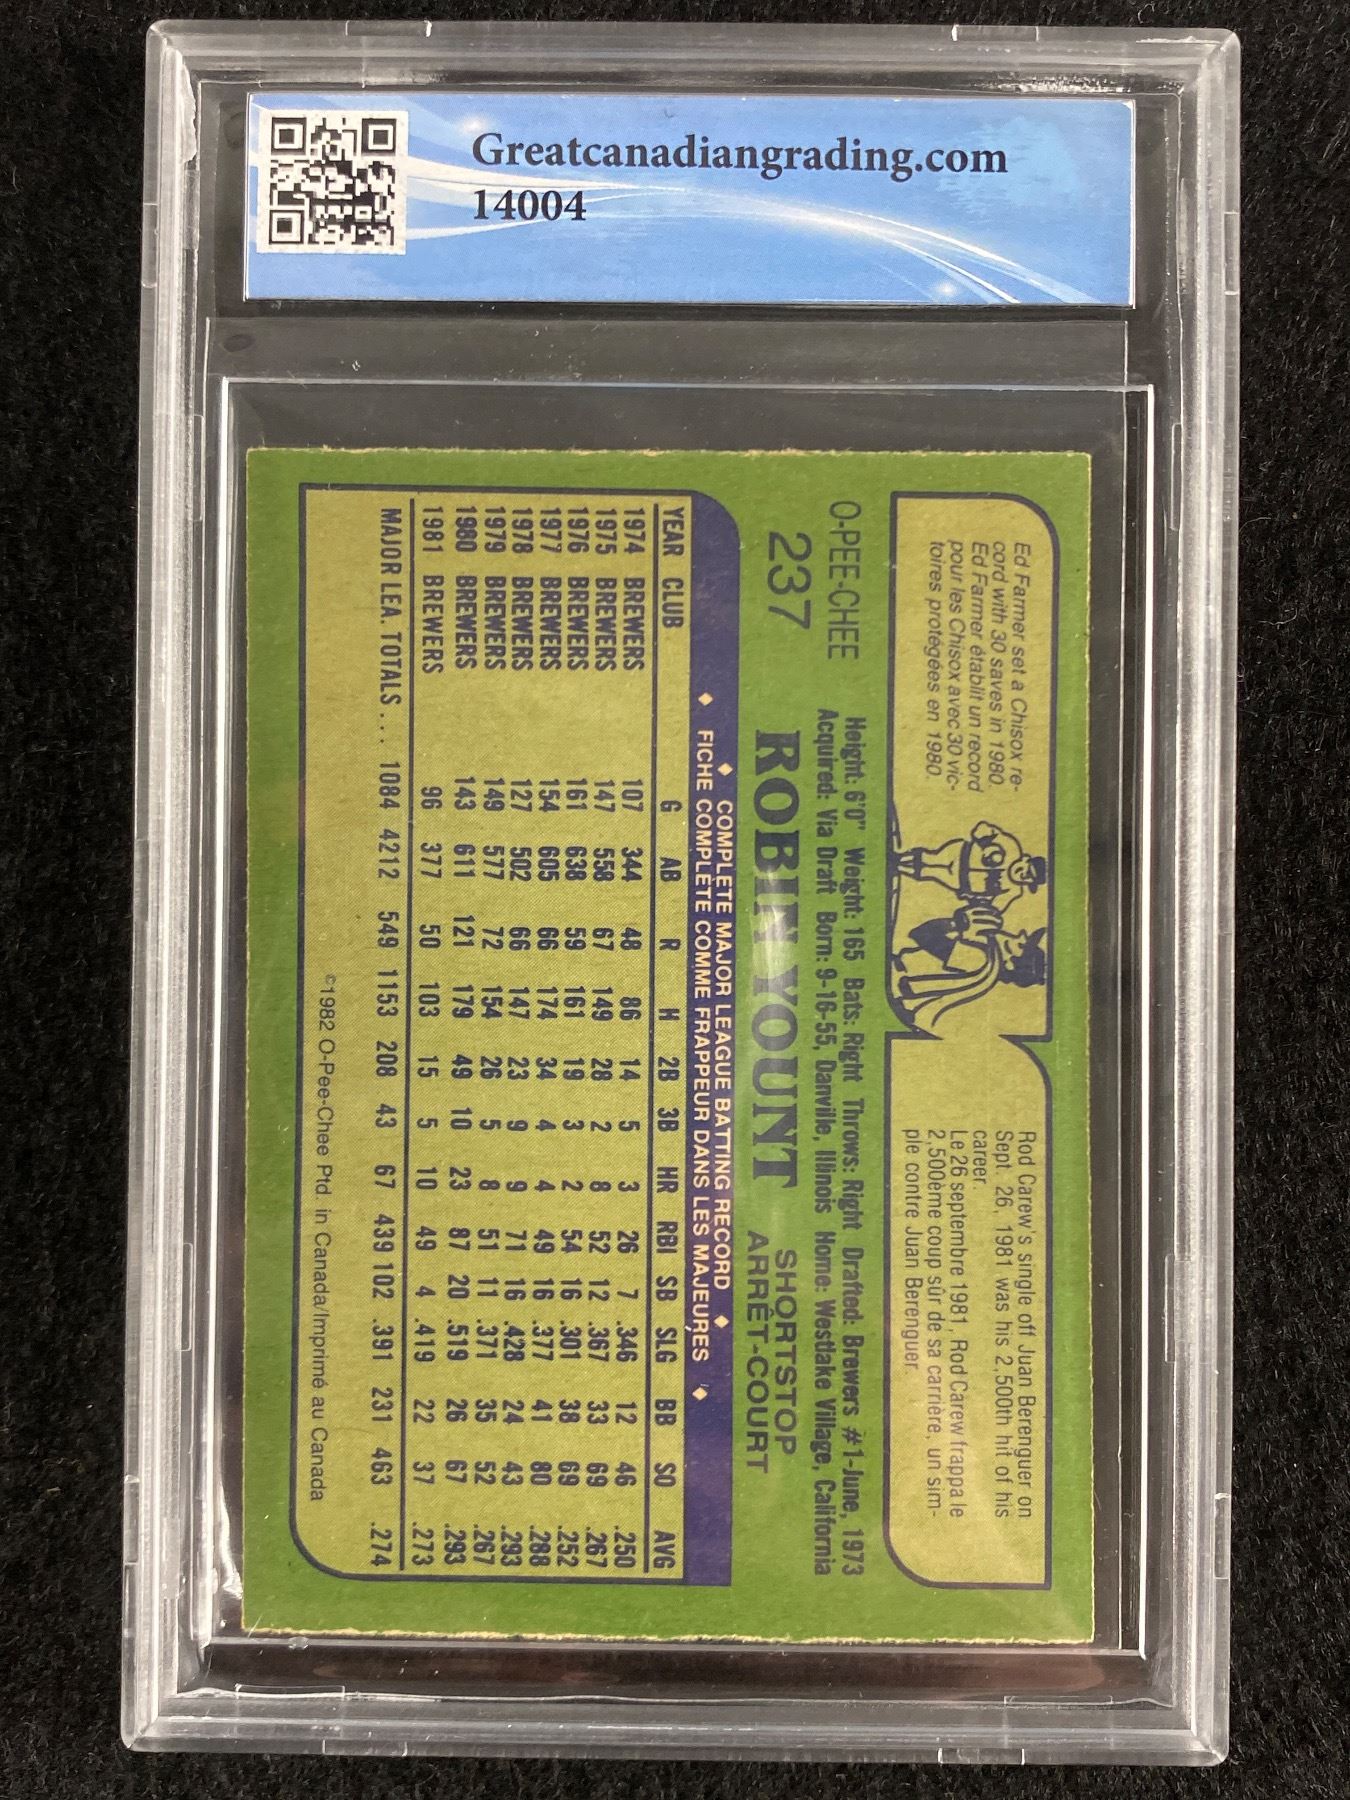 Greatcanadiangrading.com
14004
Ed Farmer set a Chisox re-
cord with 30 saves in 1980.
Ed Farmer établit un record
pour les Chisox avec 30 vic-
toires protégées en 1980.
Rod Carew's single off Juan Berenguer on
Sept. 26, 1981 was his 2,500th hit of his
career.
Le 26 septembre 1981, Rod Carew frappa le
2,500ème coup sûr de sa carrière, un sim-
ple contre Juan Berenguer.
O-PEE-CHEE
237
Height: 6'0" Weight: 165 Bats: Right Throws: Right Drafted: Brewers #1-June, 1973
Acquired: Via Draft Born: 9-16-55, Danville, Illinois Home: Westlake Village, California
ROBIN YOUNT
SHORTSTOP
ARRÊT-COURT
♦ COMPLETE MAJOR LEAGUE BATTING RECORD ♦
♦ FICHE COMPLÈTE COMME FRAPPEUR DANS LES MAJEURES ♦
YEAR CLUB G AB R H 2B 3B HR RBI SB SLG BB SO AVG
1974 BREWERS 107 344 48 86 14 5 3 26 7 .346 12 46 .250
1975 BREWERS 147 558 67 149 28 2 8 52 12 .367 33 69 .267
1976 BREWERS 161 638 59 161 19 3 2 54 16 .301 38 69 .252
1977 BREWERS 154 605 66 174 34 4 4 49 16 .377 41 80 .288
1978 BREWERS 127 502 66 147 23 9 9 71 16 .428 24 43 .293
1979 BREWERS 149 577 72 154 26 5 8 51 11 .371 35 52 .267
1980 BREWERS 143 611 121 179 49 10 23 87 20 .519 26 67 .293
1981 BREWERS 96 377 50 103 15 5 10 49 4 .419 22 37 .273
MAJOR LEA. TOTALS... 1084 4212 549 1153 208 43 67 439 102 .391 231 463 .274
©1982 O-Pee-Chee Ptd. in Canada/Imprimé au Canada